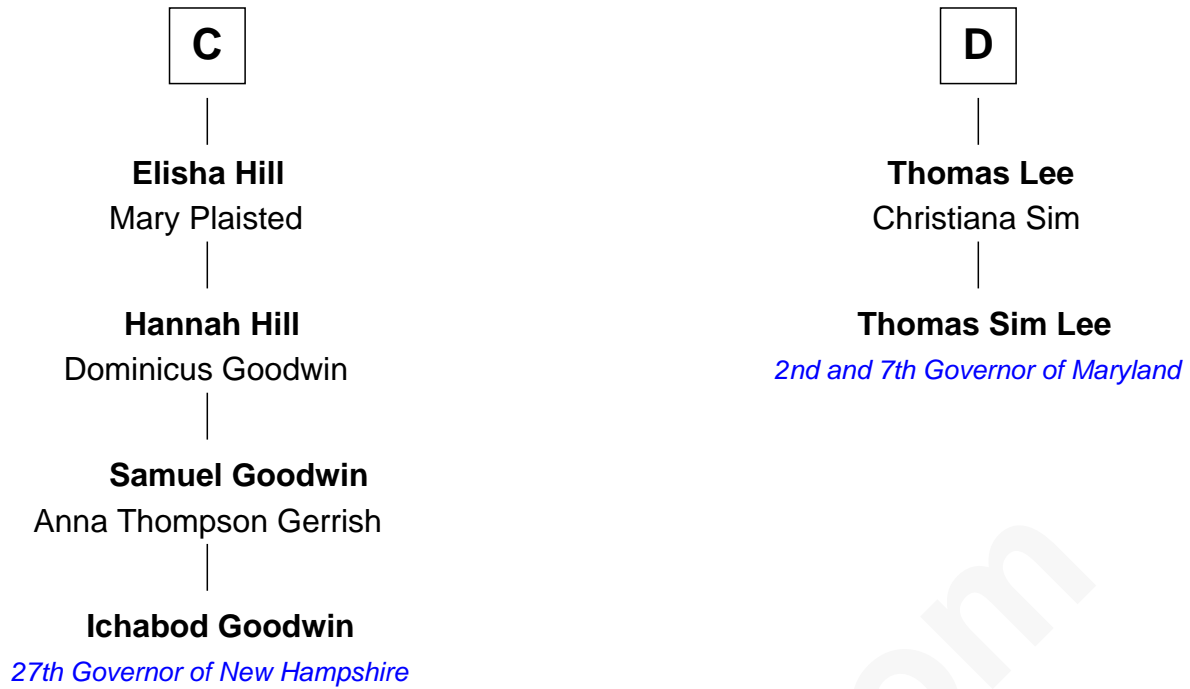 C
Elisha Hill
Mary Plaisted
Hannah Hill
Dominicus Goodwin
Samuel Goodwin
Anna Thompson Gerrish
Ichabod Goodwin
27th Governor of New Hampshire
D
Thomas Lee
Christiana Sim
Thomas Sim Lee
2nd and 7th Governor of Maryland
om